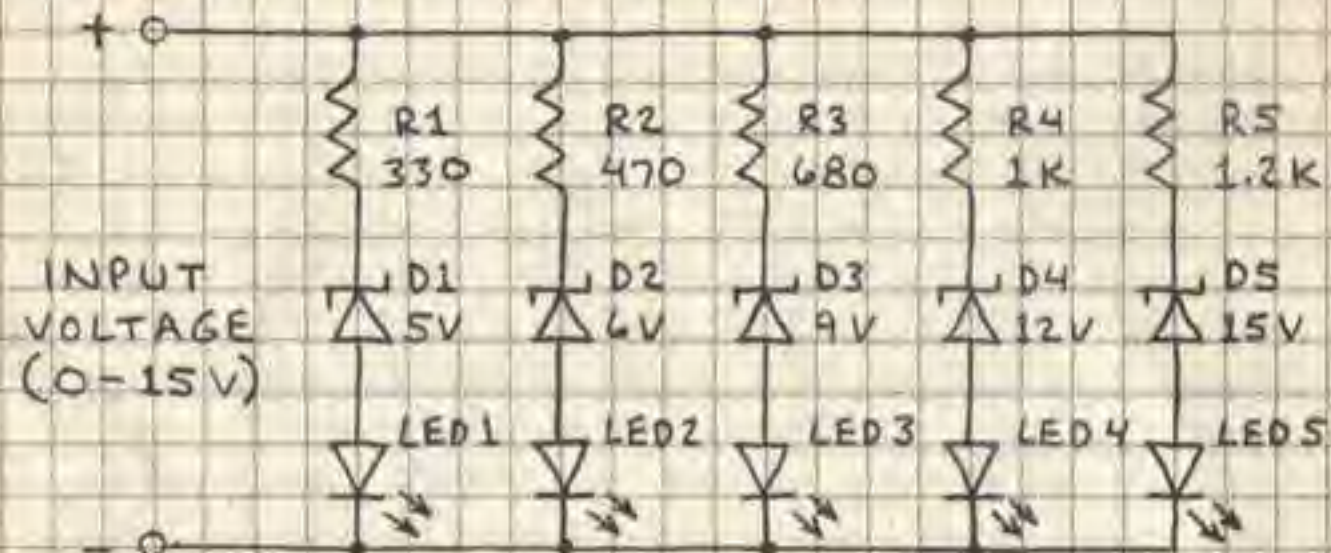 +
R1
330
R2
470
R3
680
R4
1K
R5
1.2K
INPUT
VOLTAGE
(0-15V)
D1
5V
D2
6V
D3
9V
D4
12V
D5
15V
LED1
LED2
LED3
LED4
LED5
-